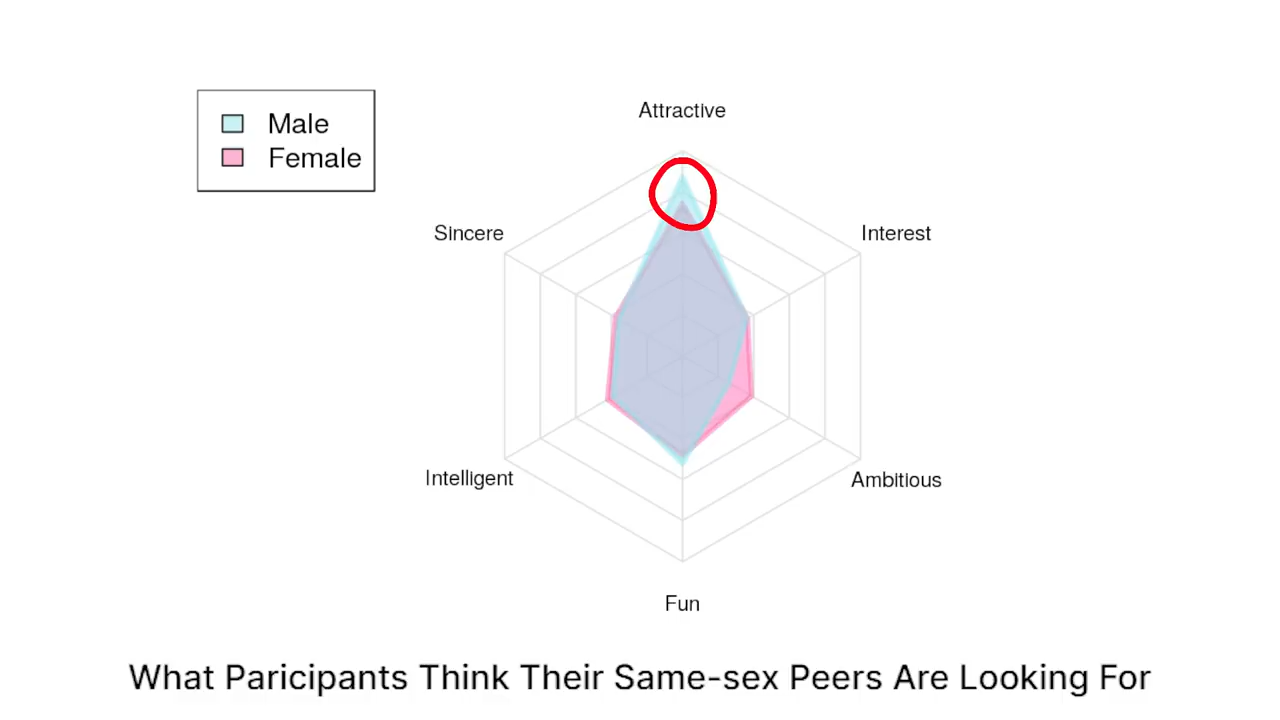 Attractive
Male
Female
Sincere
Interest
Intelligent
Ambitious
Fun
What Paricipants Think Their Same-sex Peers Are Looking For